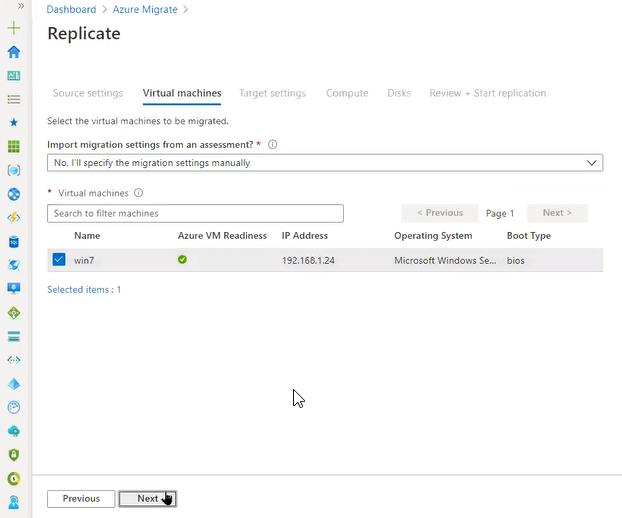 Dashboard > Azure Migrate >
Replicate
Source settings Virtual machines Target settings Compute Disks Review + Start replication
Select the virtual machines to be migrated.
Import migration settings from an assessment? *
No, I'll specify the migration settings manually
* Virtual machines
Search to filter machines < Previous Page 1 Next >
Name Azure VM Readiness IP Address Operating System Boot Type
win7 192.168.1.24 Microsoft Windows Se... bios
Selected items : 1
Previous Next